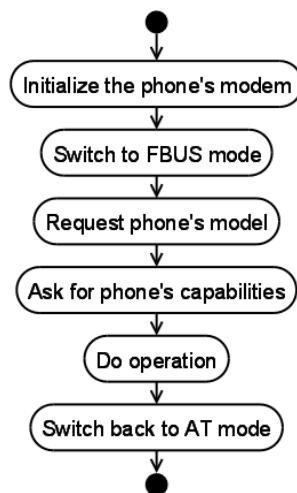 Initialize the phone's modem
Switch to FBUS mode
Request phone's model
Ask for phone's capabilities
Do operation
Switch back to AT mode